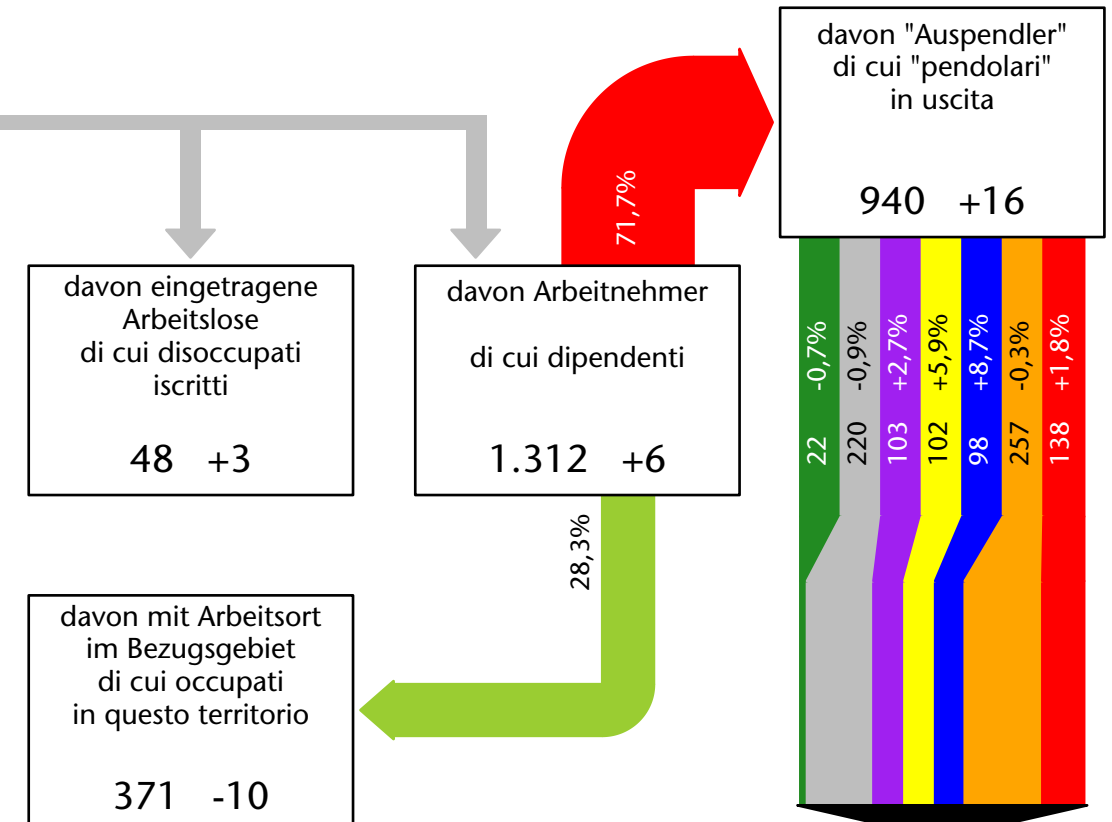 davon "Auspendler"
di cui "pendolari"
in uscita
940 +16
71,7%
davon eingetragene
Arbeitslose
di cui disoccupati
iscritti
48 +3
davon Arbeitnehmer
di cui dipendenti
1.312 +6
22 -0,7%
220 -0,9%
103 +2,7%
102 +5,9%
98 +8,7%
257 -0,3%
138 +1,8%
28,3%
davon mit Arbeitsort
im Bezugsgebiet
di cui occupati
in questo territorio
371 -10